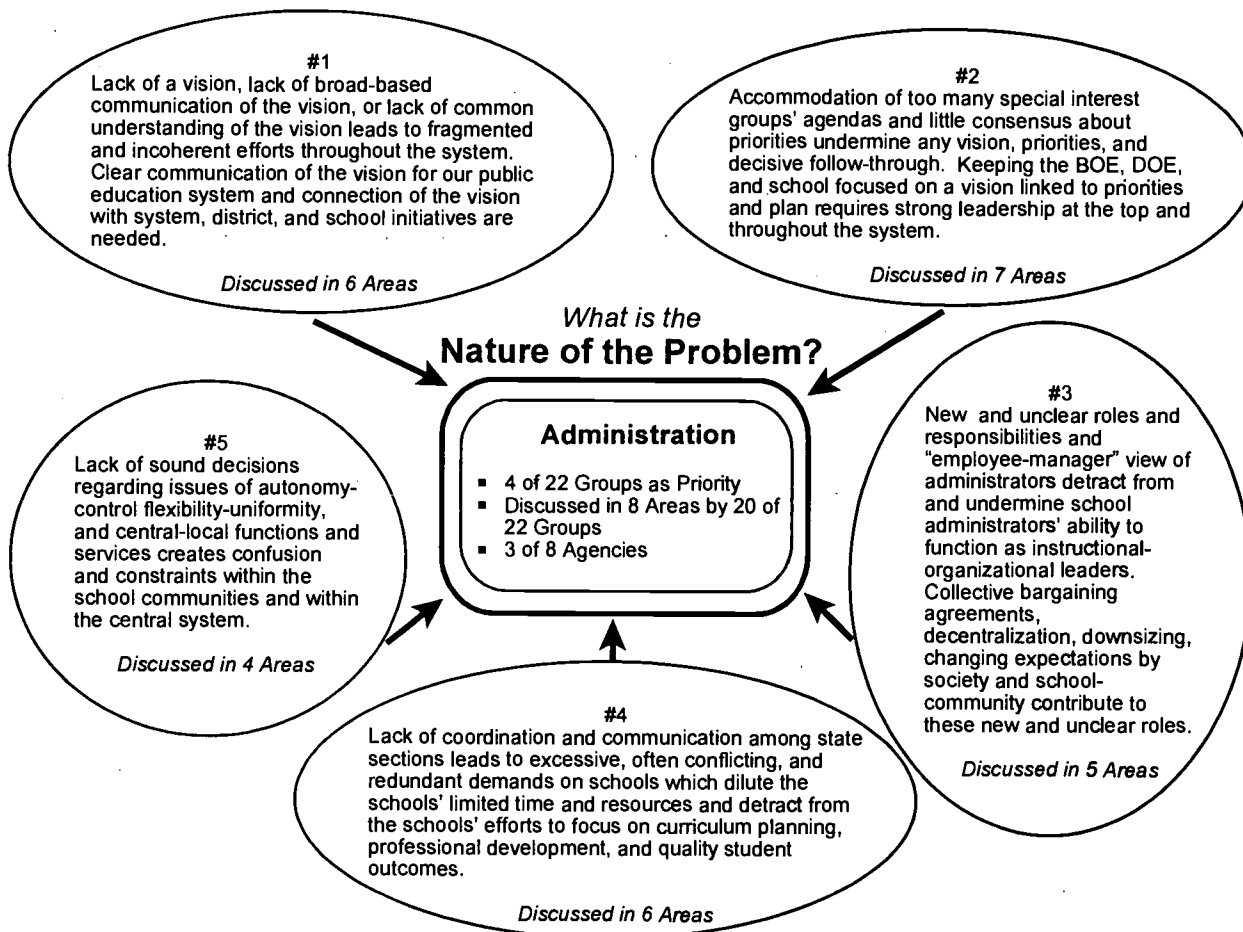 #1
Lack of a vision, lack of broad-based
communication of the vision, or lack of common
understanding of the vision leads to fragmented
and incoherent efforts throughout the system.
Clear communication of the vision for our public
education system and connection of the vision
with system, district, and school initiatives are
needed.
Discussed in 6 Areas
#2
Accommodation of too many special interest
groups' agendas and little consensus about
priorities undermine any vision, priorities, and
decisive follow-through. Keeping the BOE, DOE,
and school focused on a vision linked to priorities
and plan requires strong leadership at the top and
throughout the system.
Discussed in 7 Areas
What is the
Nature of the Problem?
Administration
▪ 4 of 22 Groups as Priority
▪ Discussed in 8 Areas by 20 of
22 Groups
▪ 3 of 8 Agencies
#3
New and unclear roles and
responsibilities and
"employee-manager" view of
administrators detract from
and undermine school
administrators' ability to
function as instructional-
organizational leaders.
Collective bargaining
agreements,
decentralization, downsizing,
changing expectations by
society and school-
community contribute to
these new and unclear roles.
Discussed in 5 Areas
#5
Lack of sound decisions
regarding issues of autonomy-
control flexibility-uniformity,
and central-local functions and
services creates confusion
and constraints within the
school communities and within
the central system.
Discussed in 4 Areas
#4
Lack of coordination and communication among state
sections leads to excessive, often conflicting, and
redundant demands on schools which dilute the
schools' limited time and resources and detract from
the schools' efforts to focus on curriculum planning,
professional development, and quality student
outcomes.
Discussed in 6 Areas